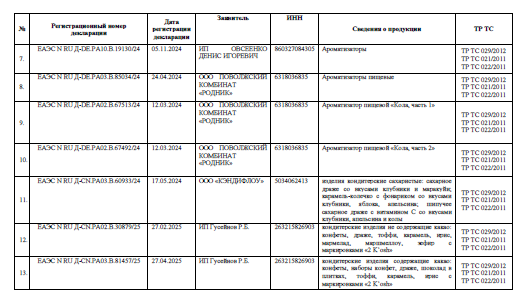 № Регистрационный номер декларации Дата регистрации декларации Заявитель ИНН Сведения о продукции ТР ТС
7. ЕАЭС N RU Д-DE.РА10.В.19130/24 05.11.2024 ИП ОВСЕЕНКО ДЕНИС ИГОРЕВИЧ 860327084305 Ароматизаторы ТР ТС 029/2012 ТР ТС 021/2011 ТР ТС 022/2011
8. ЕАЭС N RU Д-DE.РА03.В.85034/24 24.04.2024 ООО ПОВОЛЖСКИЙ КОМБИНАТ «РОДНИК» 6318036835 Ароматизаторы пищевые ТР ТС 029/2012 ТР ТС 021/2011 ТР ТС 022/2011
9. ЕАЭС N RU Д-DE.РА02.В.67513/24 12.03.2024 ООО ПОВОЛЖСКИЙ КОМБИНАТ «РОДНИК» 6318036835 Ароматизатор пищевой «Кола, часть 1» ТР ТС 029/2012 ТР ТС 021/2011 ТР ТС 022/2011
10. ЕАЭС N RU Д-DE.РА02.В.67492/24 12.03.2024 ООО ПОВОЛЖСКИЙ КОМБИНАТ «РОДНИК» 6318036835 Ароматизатор пищевой «Кола, часть 2» ТР ТС 029/2012 ТР ТС 021/2011 ТР ТС 022/2011
11. ЕАЭС N RU Д-CN.РА03.В.60933/24 17.05.2024 ООО «КЭНДИФЛОУ» 5034062413 изделия кондитерские сахаристые: сахарное драже со вкусами клубники и маракуйи, карамель-колечко с фонариком со вкусами клубники, яблока, апельсина; шипучее сахарное драже с витамином С со вкусами клубники, апельсина и колы ТР ТС 029/2012 ТР ТС 021/2011 ТР ТС 022/2011
12. ЕАЭС N RU Д-CN.РА02.В.30879/25 27.02.2025 ИП Гусейнов Р.Б. 263215826903 кондитерские изделия не содержащие какао: конфеты, драже, тоффи, карамель, ирис, мармелад, маршмеллоу, зефир с маркировками «2 K`osh» ТР ТС 029/2012 ТР ТС 021/2011 ТР ТС 022/2011
13. ЕАЭС N RU Д-CN.РА03.В.81457/25 27.04.2025 ИП Гусейнов Р.Б. 263215826903 кондитерские изделия содержащие какао: конфеты, наборы конфет, драже, шоколад в плитках, тоффи, карамель, ирис с маркировками «2 K`osh» ТР ТС 029/2012 ТР ТС 021/2011 ТР ТС 022/2011